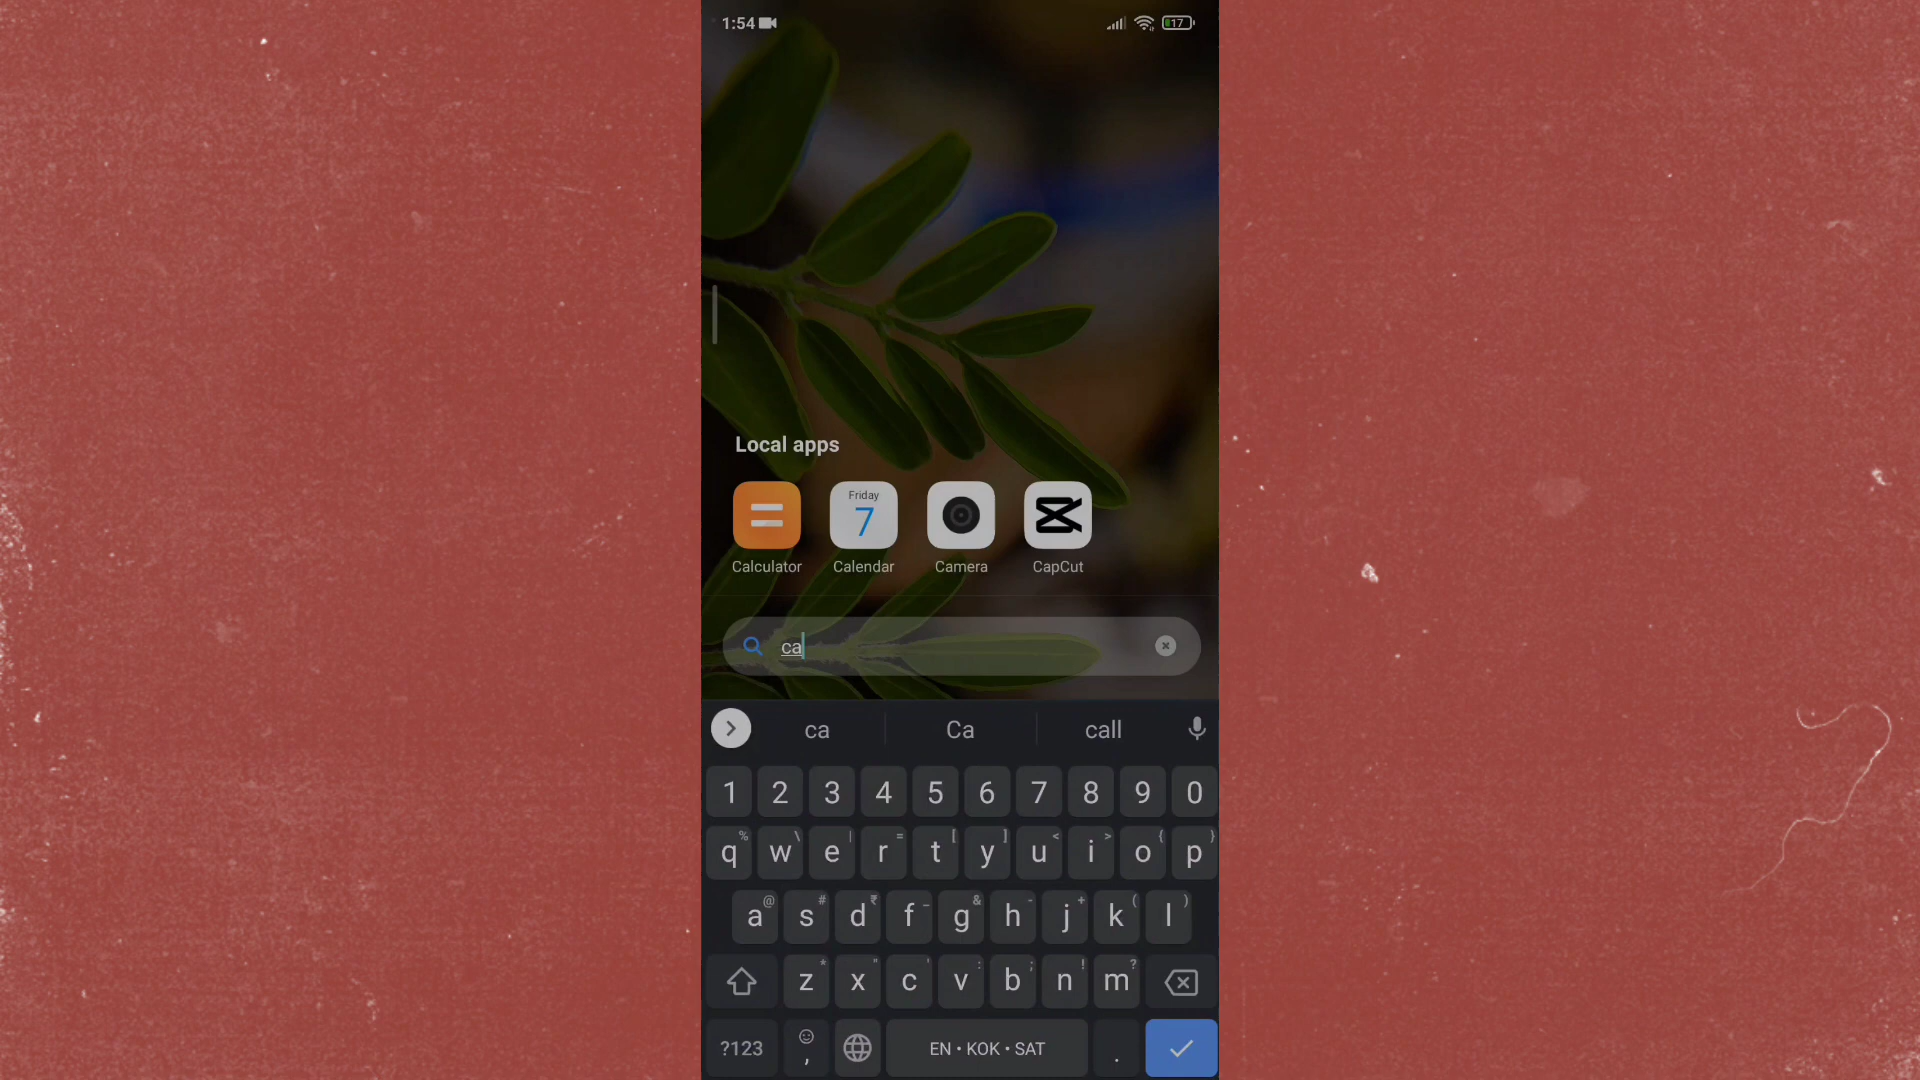 1:54 17
Local apps
Friday
7
Calculator Calendar Camera CapCut
ca
ca Ca call
1 2 3 4 5 6 7 8 9 0
% \ | = [ ] < > { }
q w e r t y u i o p
@ # ₹ _ & - + ( )
a s d f g h j k l
* " ' : ; ! ?
z x c v b n m
?123 , EN • KOK • SAT .